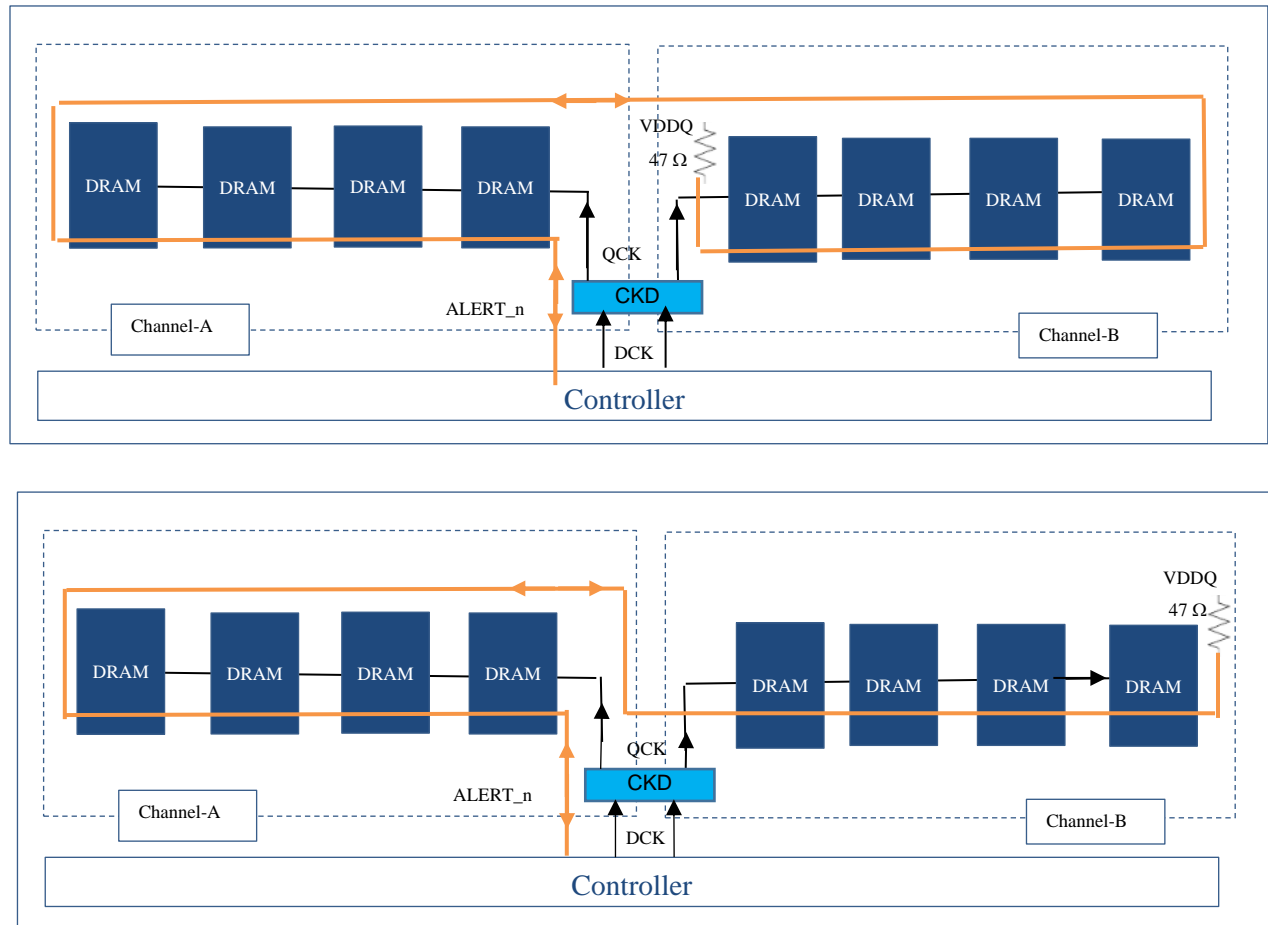 VDDQ
47 Ω
DRAM DRAM DRAM DRAM DRAM DRAM DRAM DRAM
QCK
CKD
ALERT_n
Channel-A
Channel-B
DCK
Controller
VDDQ
47 Ω
DRAM DRAM DRAM DRAM DRAM DRAM DRAM DRAM
QCK
CKD
ALERT_n
Channel-A
Channel-B
DCK
Controller